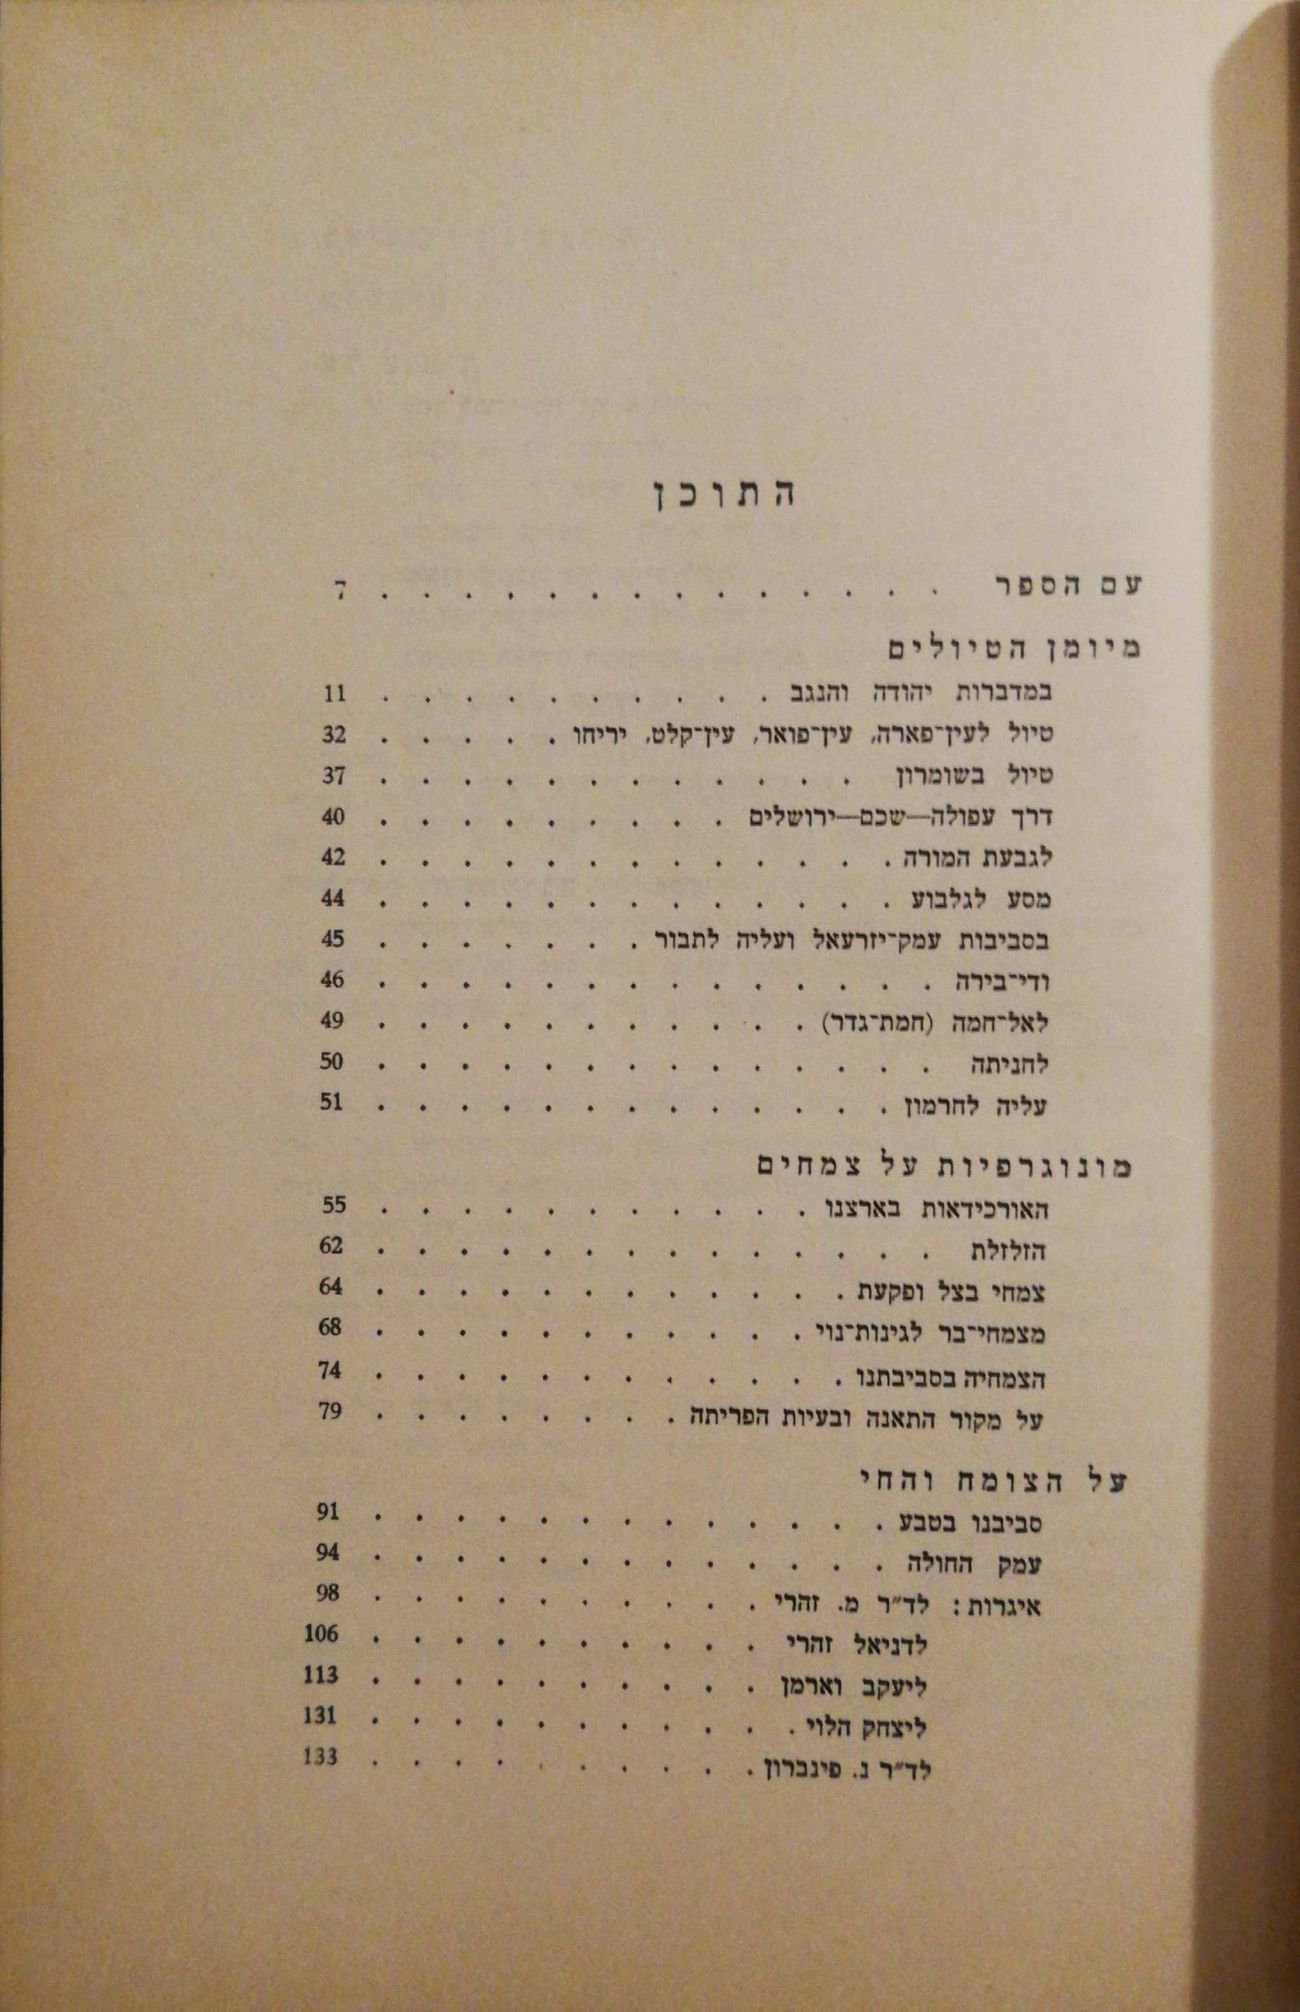 התוכן
עם הספר . . . . . . . . . . . . . . 7
מיומן הטיולים
במדברות יהודה והנגב . . . . . . . . . . 11
טיול לעין־פארה, עין־פואר, עין־קלט, יריחו . . . . . 32
טיול בשומרון . . . . . . . . . . . . 37
דרך עפולה—שכם—ירושלים . . . . . . . . . 40
לגבעת המורה . . . . . . . . . . . . . 42
מסע לגלבוע . . . . . . . . . . . . . 44
בסביבות עמק־יזרעאל ועליה לתבור . . . . . . . 45
ודי־בירה . . . . . . . . . . . . . . 46
לאל־חמה (חמת־גדר) . . . . . . . . . . . 49
לחניתה . . . . . . . . . . . . . . 50
עליה לחרמון . . . . . . . . . . . . . 51
מונוגרפיות על צמחים
האורכידאות בארצנו . . . . . . . . . . . 55
הזלזלת . . . . . . . . . . . . . . 62
צמחי בצל ופקעת . . . . . . . . . . . . 64
מצמחי־בר לגינות־נוי . . . . . . . . . . . 68
הצמחיה בסביבתנו . . . . . . . . . . . . 74
על מקור התאנה ובעיות הפריתה . . . . . . . . 79
על הצומח והחי
סביבנו בטבע . . . . . . . . . . . . . 91
עמק החולה . . . . . . . . . . . . . 94
איגרות: לד״ר מ. זהרי . . . . . . . . . . 98
לדניאל זהרי . . . . . . . . . . 106
ליעקב וארמן . . . . . . . . . . 113
ליצחק הלוי . . . . . . . . . . . 131
לד״ר נ. פינברון . . . . . . . . . . 133